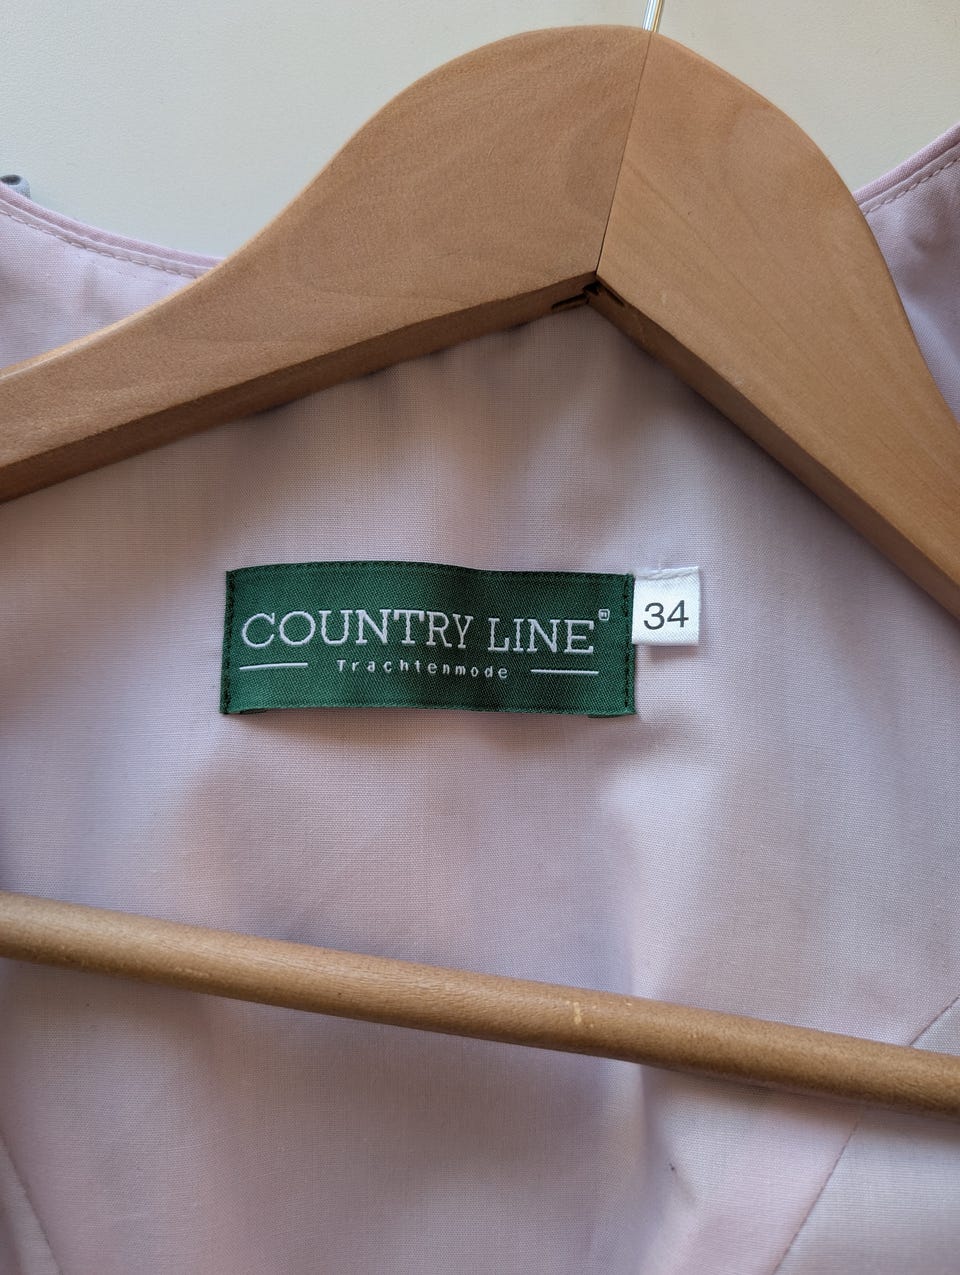 COUNTRY LINE®
Trachtenmode
34